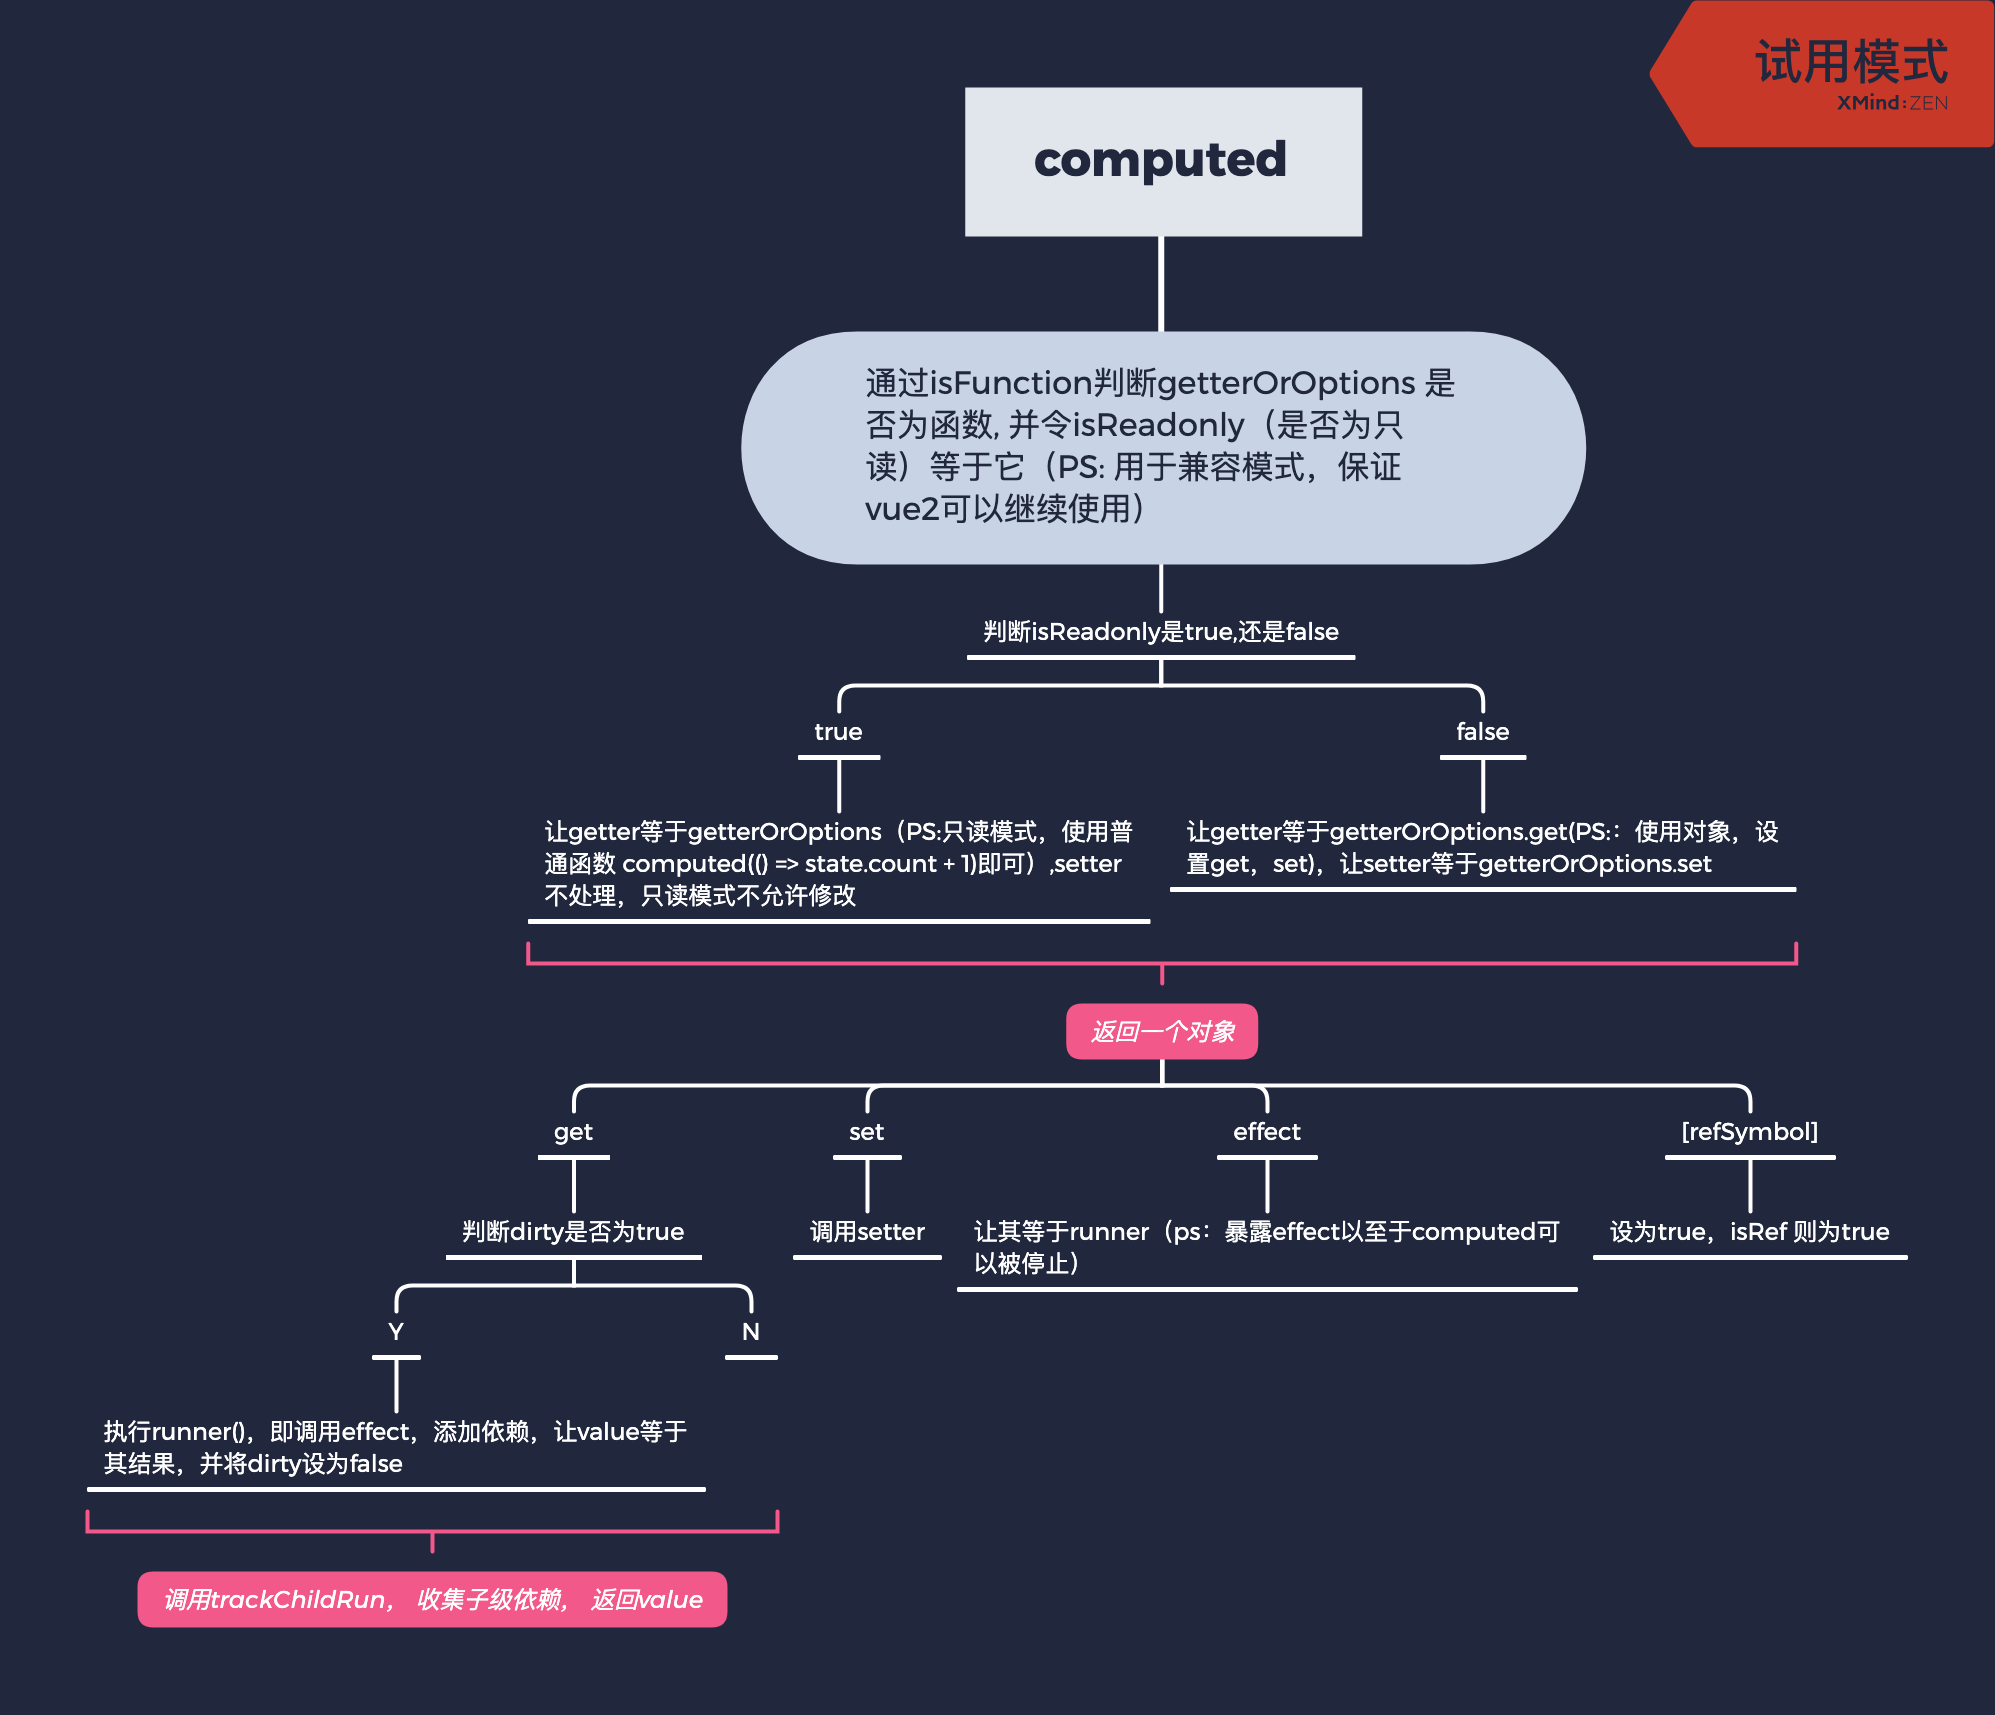 试用模式
XMind:ZEN
computed
通过isFunction判断getterOrOptions 是
否为函数, 并令isReadonly（是否为只
读）等于它（PS: 用于兼容模式，保证
vue2可以继续使用）
判断isReadonly是true,还是false
true
false
让getter等于getterOrOptions（PS:只读模式，使用普
通函数 computed(() => state.count + 1)即可）,setter
不处理，只读模式不允许修改
让getter等于getterOrOptions.get(PS:：使用对象，设
置get，set)，让setter等于getterOrOptions.set
返回一个对象
get
set
effect
[refSymbol]
判断dirty是否为true
调用setter
让其等于runner（ps：暴露effect以至于computed可
以被停止）
设为true，isRef 则为true
Y
N
执行runner()，即调用effect，添加依赖，让value等于
其结果，并将dirty设为false
调用trackChildRun， 收集子级依赖， 返回value